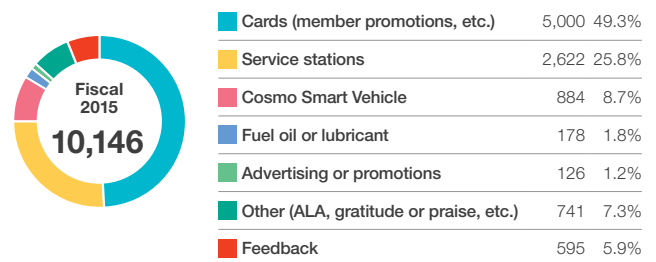 Fiscal
2015
10,146
Cards (member promotions, etc.) 5,000 49.3%
Service stations 2,622 25.8%
Cosmo Smart Vehicle 884 8.7%
Fuel oil or lubricant 178 1.8%
Advertising or promotions 126 1.2%
Other (ALA, gratitude or praise, etc.) 741 7.3%
Feedback 595 5.9%